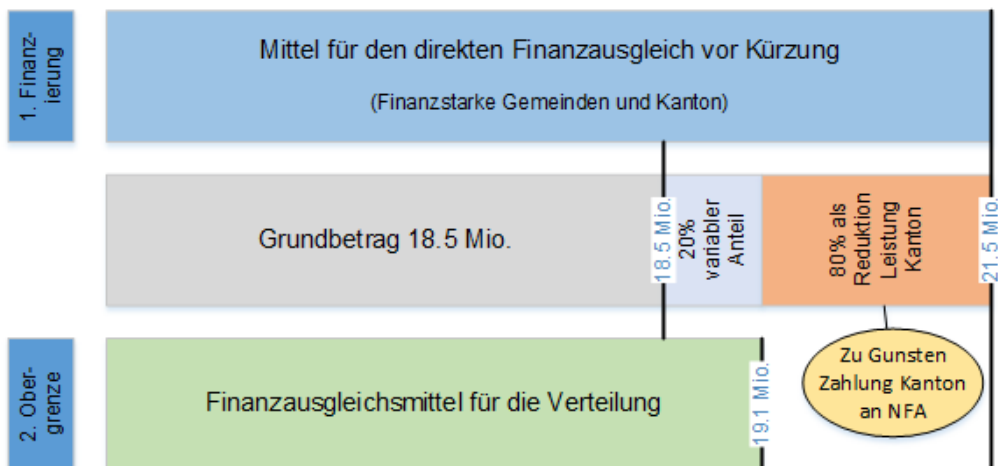 1. Finanz-
ierung
Mittel für den direkten Finanzausgleich vor Kürzung
(Finanzstarke Gemeinden und Kanton)
Grundbetrag 18.5 Mio.
18.5 Mio.
20%
variabler
Anteil
80% als
Reduktion
Leistung
Kanton
21.5 Mio.
2. Ober-
grenze
Finanzausgleichsmittel für die Verteilung
19.1 Mio.
Zu Gunsten
Zahlung Kanton
an NFA